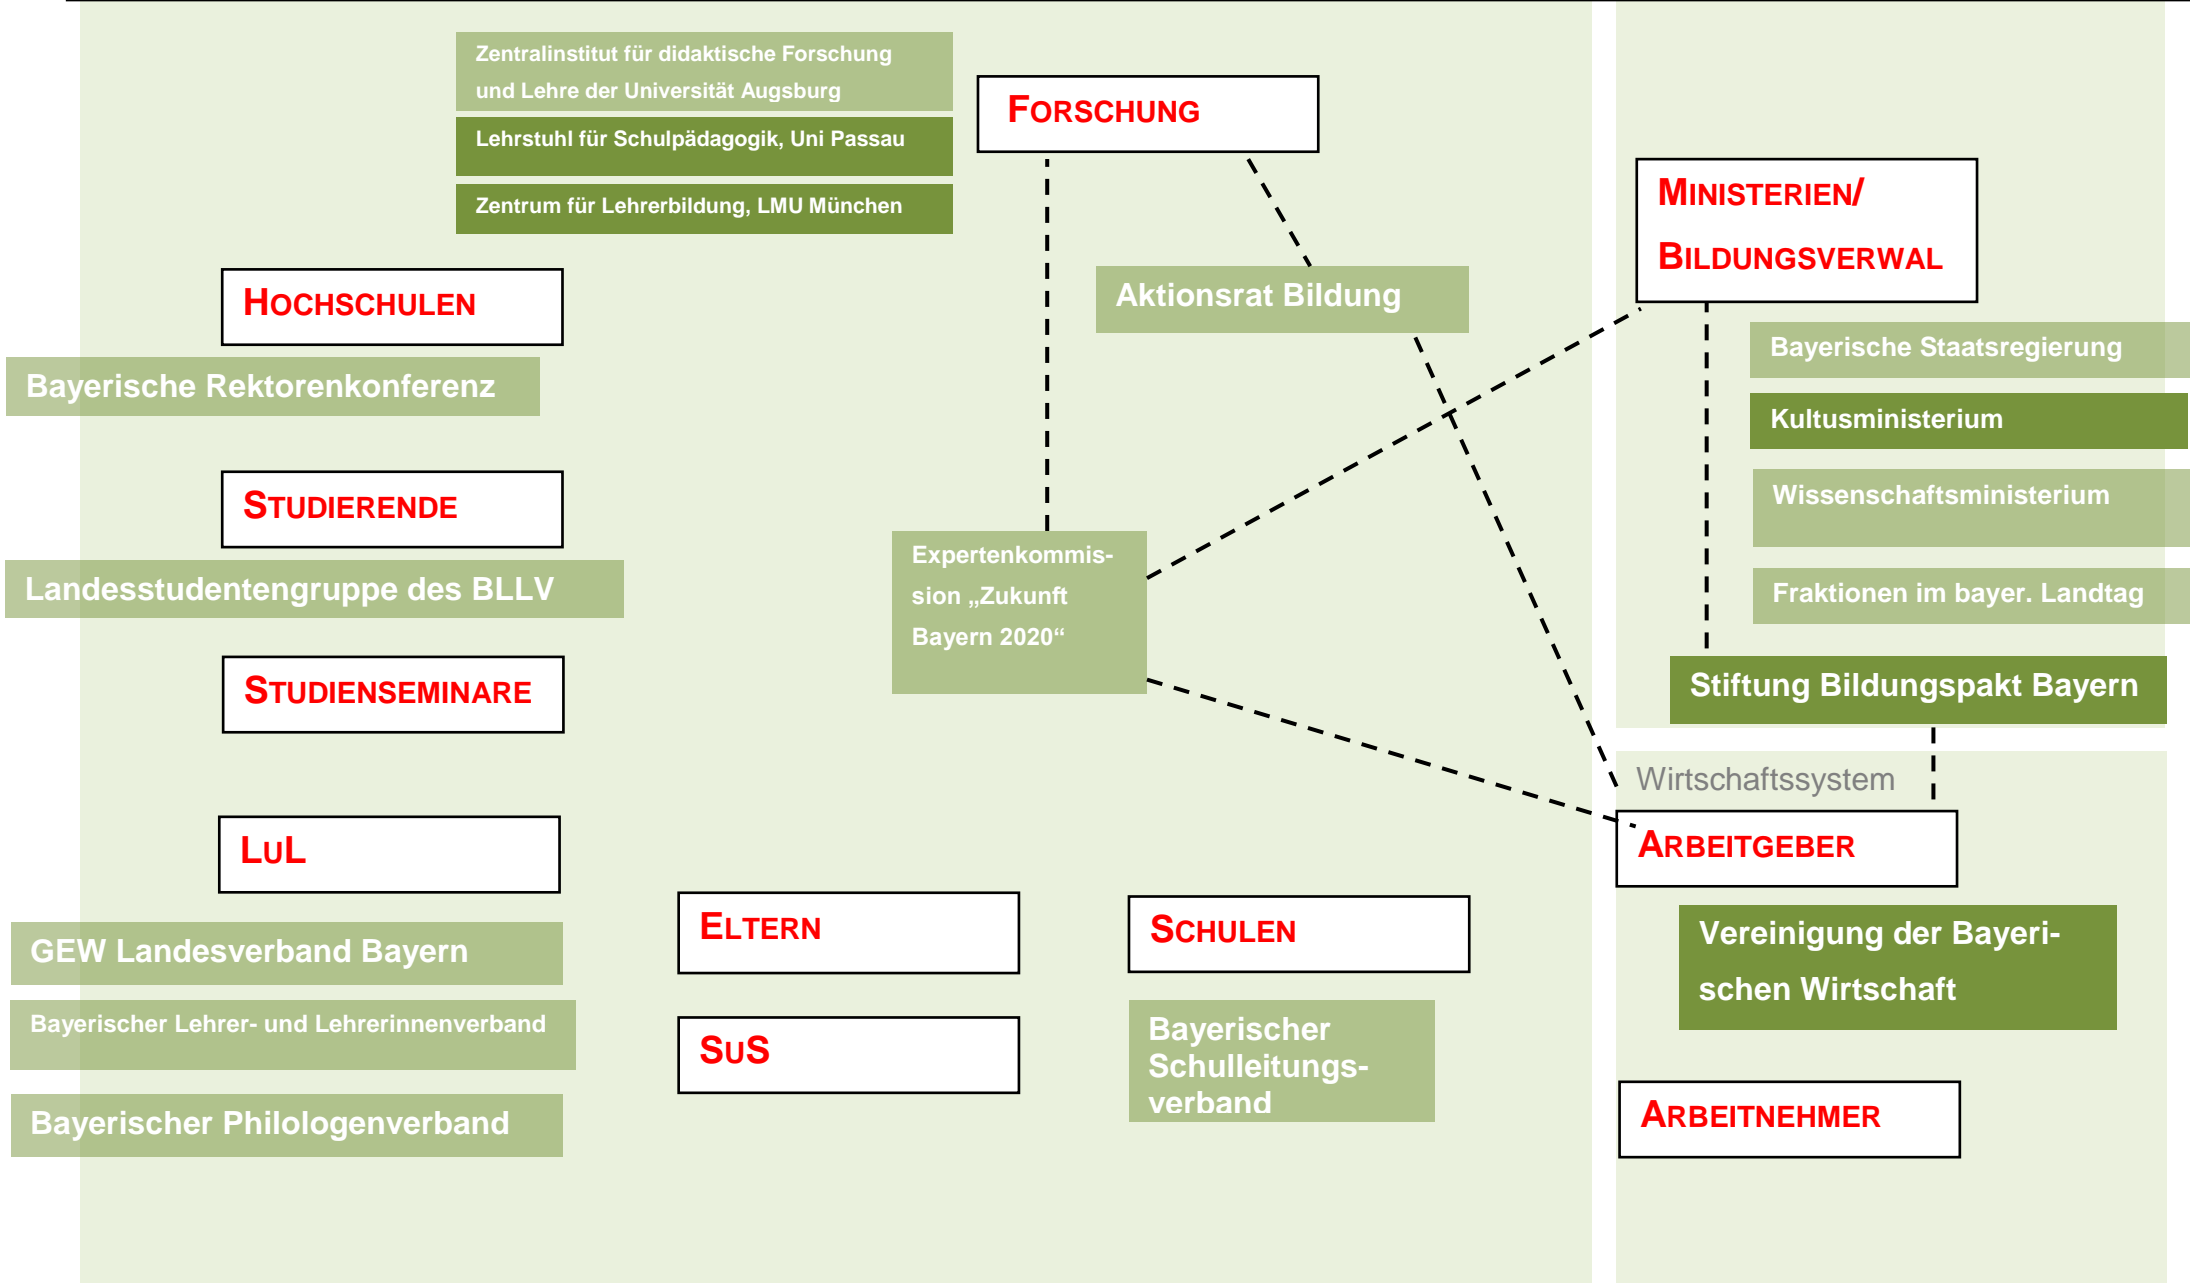 Zentralinstitut für didaktische Forschung
und Lehre der Universität Augsburg
Lehrstuhl für Schulpädagogik, Uni Passau
Zentrum für Lehrerbildung, LMU München
FORSCHUNG
MINISTERIEN/
BILDUNGSVERWAL
HOCHSCHULEN
Aktionsrat Bildung
Bayerische Rektorenkonferenz
Bayerische Staatsregierung
Kultusministerium
Wissenschaftsministerium
Fraktionen im bayer. Landtag
STUDIERENDE
Landesstudentengruppe des BLLV
Expertenkommis-
sion „Zukunft
Bayern 2020“
STUDIENSEMINARE
Stiftung Bildungspakt Bayern
Wirtschaftssystem
LUL
ARBEITGEBER
ELTERN
SCHULEN
GEW Landesverband Bayern
Bayerischer Lehrer- und Lehrerinnenverband
Bayerischer Philologenverband
SUS
Bayerischer
Schulleitungs-
verband
Vereinigung der Bayeri-
schen Wirtschaft
ARBEITNEHMER